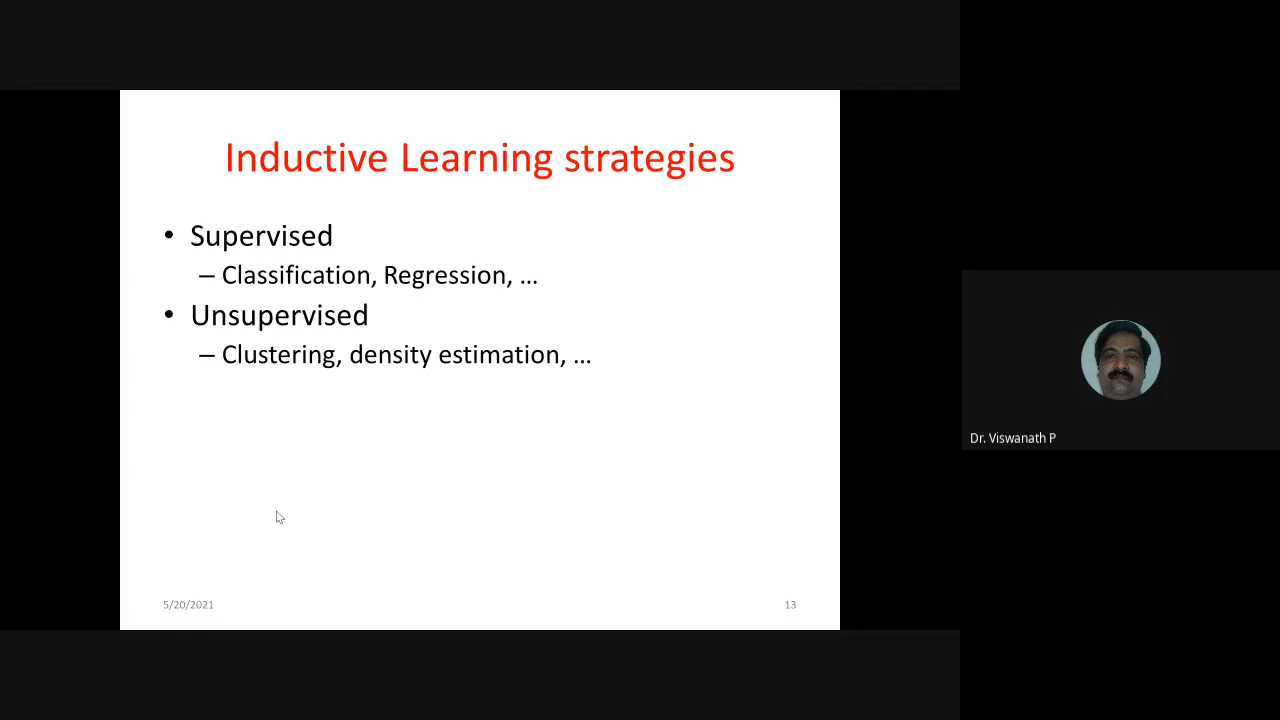 Inductive Learning strategies
• Supervised
– Classification, Regression, ...
• Unsupervised
– Clustering, density estimation, ...
5/20/2021
13
Dr. Viswanath P